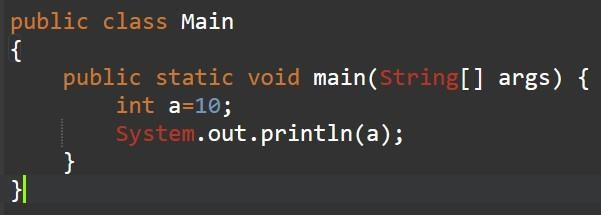 public class Main
{
    public static void main(String[] args) {
        int a=10;
        System.out.println(a);
    }
}